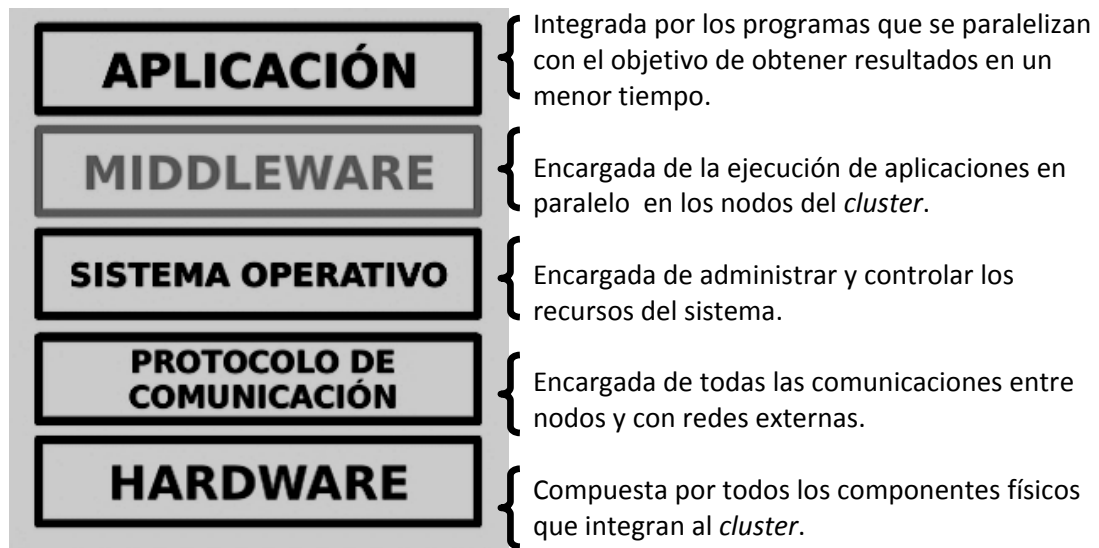 APLICACIÓN
Integrada por los programas que se paralelizan
con el objetivo de obtener resultados en un
menor tiempo.
MIDDLEWARE
Encargada de la ejecución de aplicaciones en
paralelo en los nodos del cluster.
SISTEMA OPERATIVO
Encargada de administrar y controlar los
recursos del sistema.
PROTOCOLO DE
COMUNICACIÓN
Encargada de todas las comunicaciones entre
nodos y con redes externas.
HARDWARE
Compuesta por todos los componentes físicos
que integran al cluster.